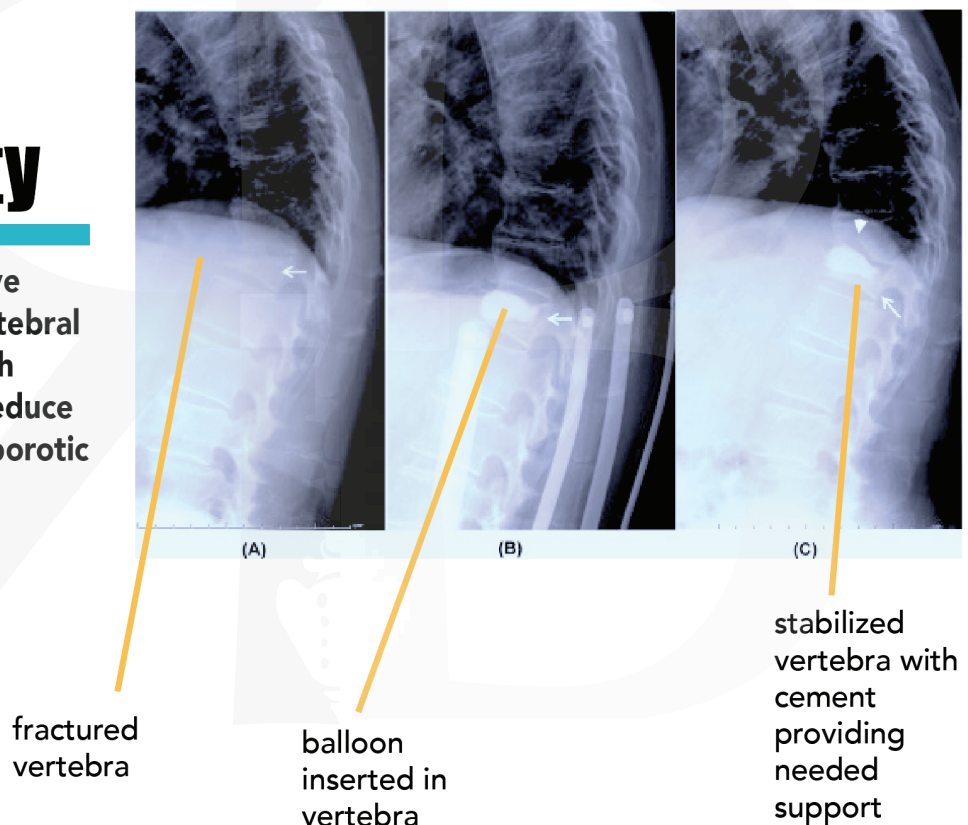 ty
ve
tebral
h
educe
porotic
(A)
(B)
(C)
fractured
vertebra
balloon
inserted in
vertebra
stabilized
vertebra with
cement
providing
needed
support